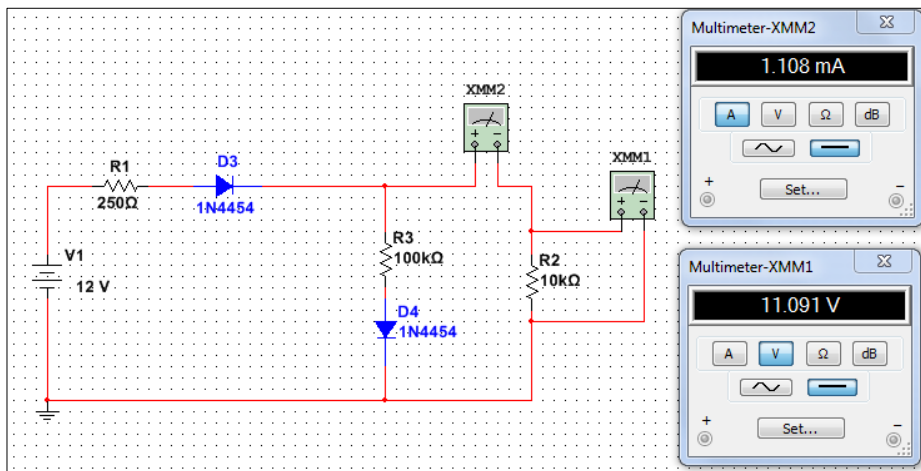 XMM2
XMM1
R1
250Ω
D3
1N4454
V1
12 V
R3
100kΩ
D4
1N4454
R2
10kΩ
Multimeter-XMM2
1.108 mA
A V Ω dB
+ Set... −
Multimeter-XMM1
11.091 V
A V Ω dB
+ Set... −